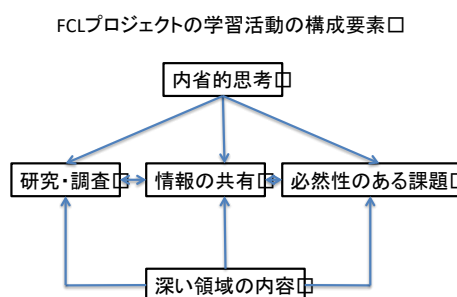 FCLプロジェクトの学習活動の構成要素□
内省的思考□
研究・調査□
情報の共有□
必然性のある課題□
深い領域の内容□